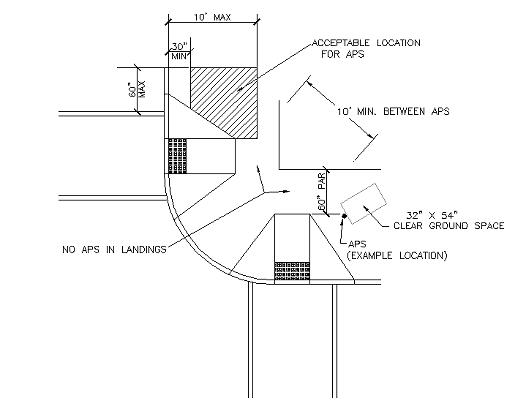 10' MAX
30"
MIN
ACCEPTABLE LOCATION
FOR APS
60"
MAX
10' MIN. BETWEEN APS
60" PAR
32" X 54"
CLEAR GROUND SPACE
NO APS IN LANDINGS
APS
(EXAMPLE LOCATION)